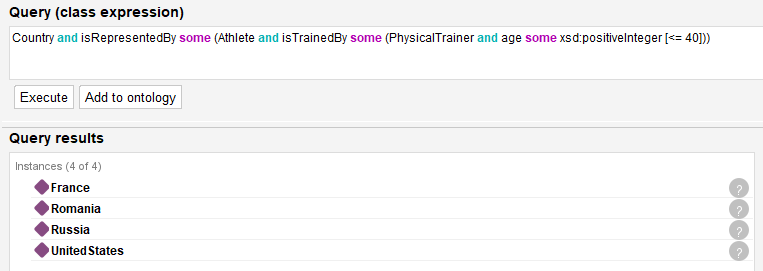 Query (class expression)
Country and isRepresentedBy some (Athlete and isTrainedBy some (PhysicalTrainer and age some xsd:positiveInteger [<= 40]))
Execute Add to ontology
Query results
Instances (4 of 4)
France ?
Romania ?
Russia ?
UnitedStates ?